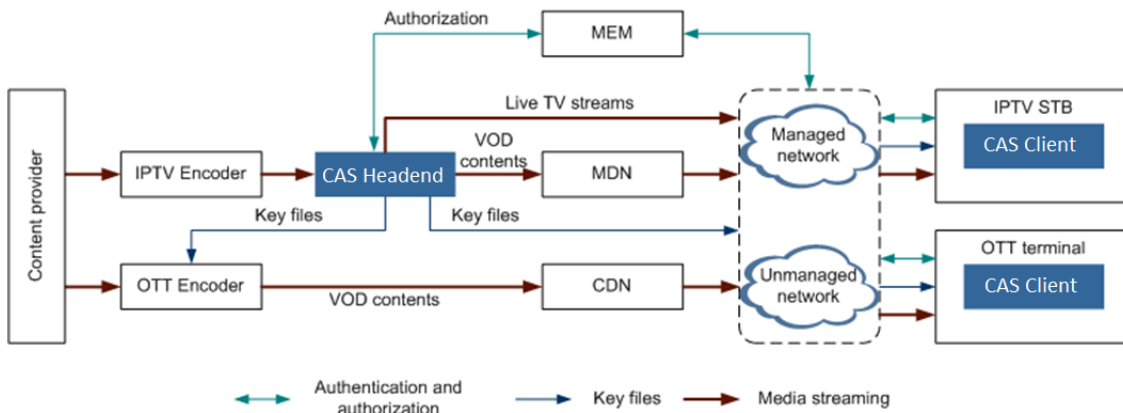 Authorization
MEM
Live TV streams
IPTV STB
CAS Client
Managed
network
VOD
contents
Content provider
IPTV Encoder
CAS Headend
MDN
Key files
Key files
OTT terminal
CAS Client
OTT Encoder
VOD contents
CDN
Unmanaged
network
Authentication and
authorization
Key files
Media streaming